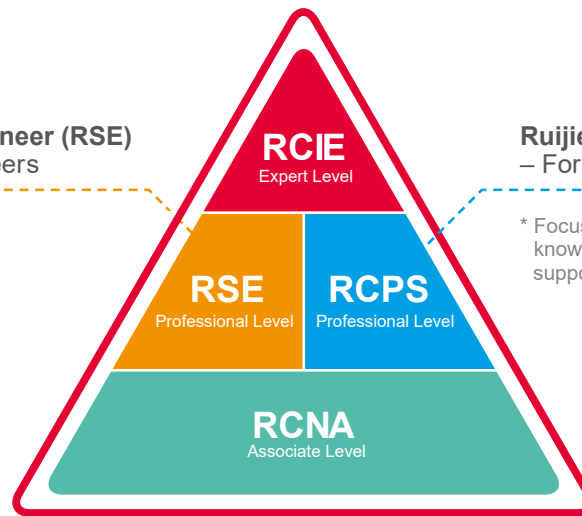 RCIE
Expert Level
neer (RSE)
eers
Ruijie
– For
* Focus
know
suppo
RSE
Professional Level
RCPS
Professional Level
RCNA
Associate Level